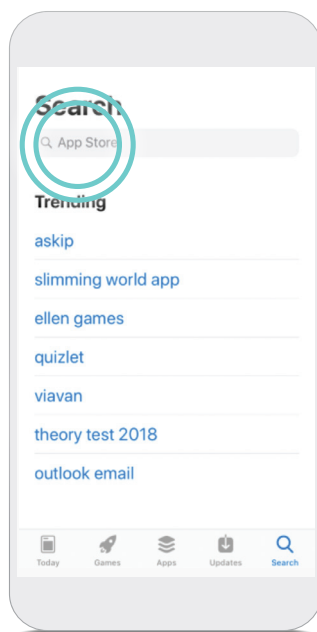 Search
App Store
Trending
askip
slimming world app
ellen games
quizlet
viavan
theory test 2018
outlook email
Today Games Apps Updates Search